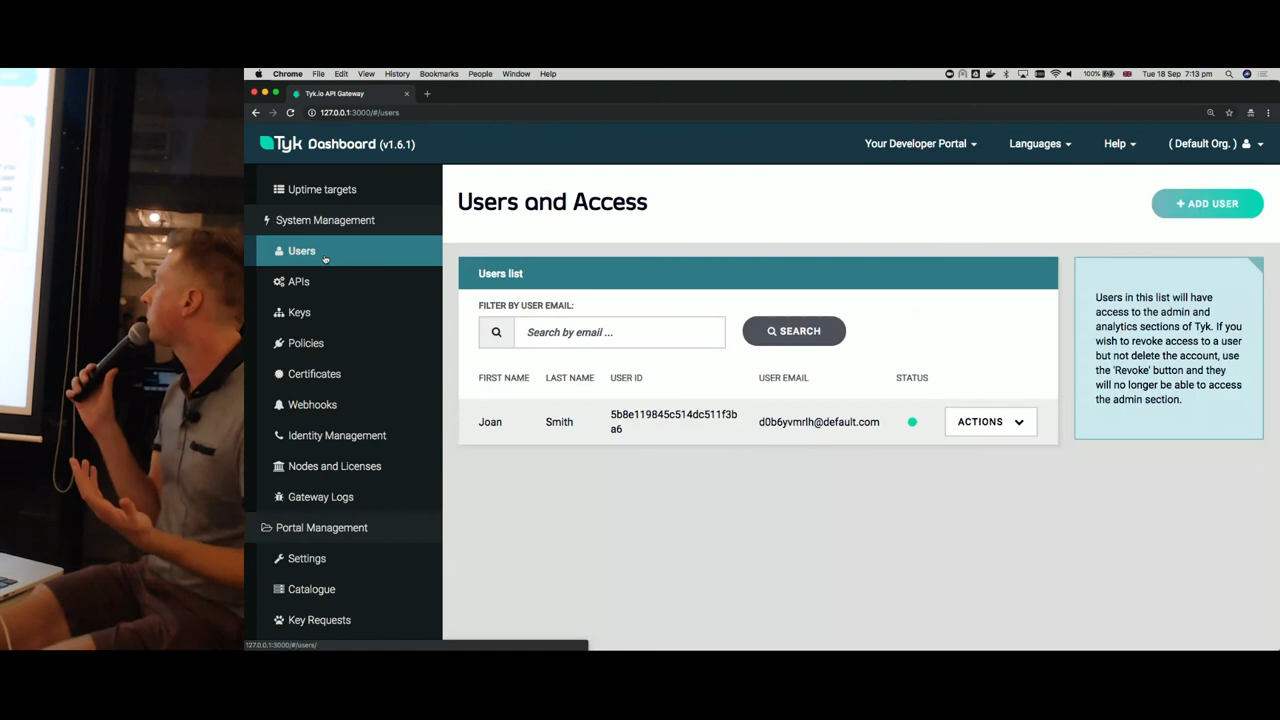 Chrome File Edit View History Bookmarks People Window Help
100% Tue 18 Sep 7:13 pm
Tyk.io API Gateway
127.0.0.1:3000/#/users
Tyk Dashboard (v1.6.1)
Your Developer Portal
Languages
Help
( Default Org. )
Uptime targets
System Management
Users
APIs
Keys
Policies
Certificates
Webhooks
Identity Management
Nodes and Licenses
Gateway Logs
Portal Management
Settings
Catalogue
Key Requests
127.0.0.1:3000/#/users/
Users and Access
+ ADD USER
Users list
FILTER BY USER EMAIL:
Search by email ...
SEARCH
FIRST NAME LAST NAME USER ID USER EMAIL STATUS
Joan Smith 5b8e119845c514dc511f3b
a6
d0b6yvmrlh@default.com
ACTIONS
Users in this list will have
access to the admin and
analytics sections of Tyk. If you
wish to revoke access to a user
but not delete the account, use
the 'Revoke' button and they
will no longer be able to access
the admin section.